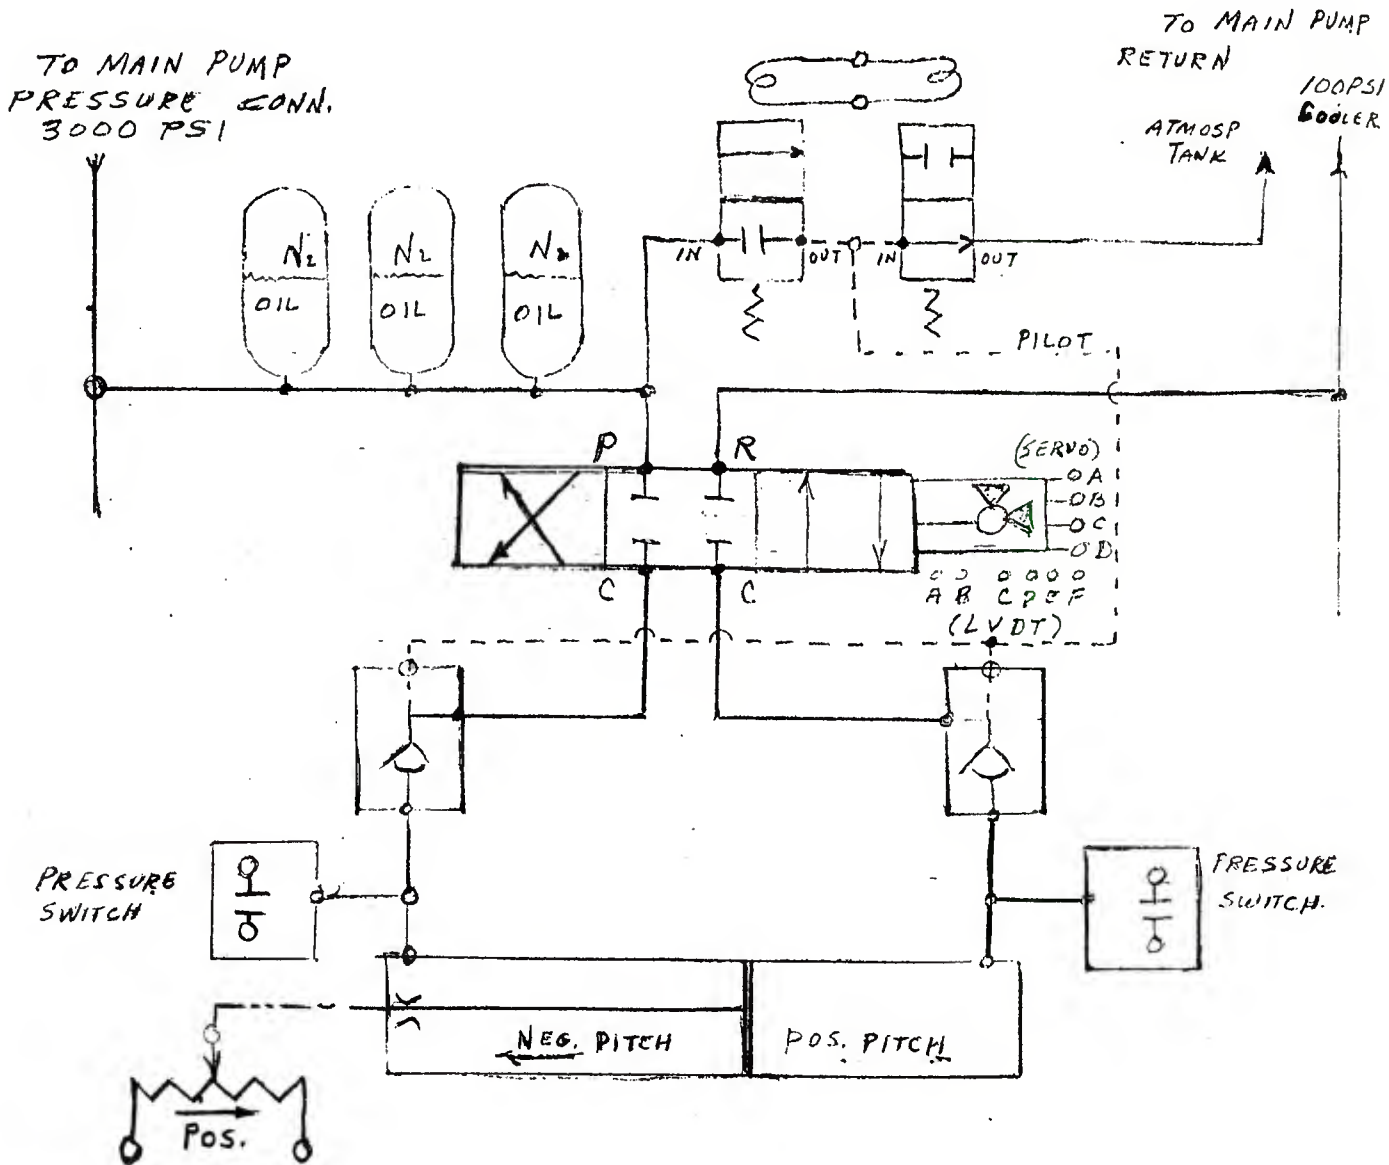 TO MAIN PUMP
PRESSURE CONN.
3000 PSI
TO MAIN PUMP
RETURN
100PSI
COOLER
ATMOSP
TANK
N2
OIL
N2
OIL
N2
OIL
IN
OUT
IN
OUT
PILOT
P
R
(SERVO)
A
B
C
D
C
C
A B C D E F
(LVDT)
PRESSURE
SWITCH
PRESSURE
SWITCH.
NEG. PITCH
POS. PITCH
POS.